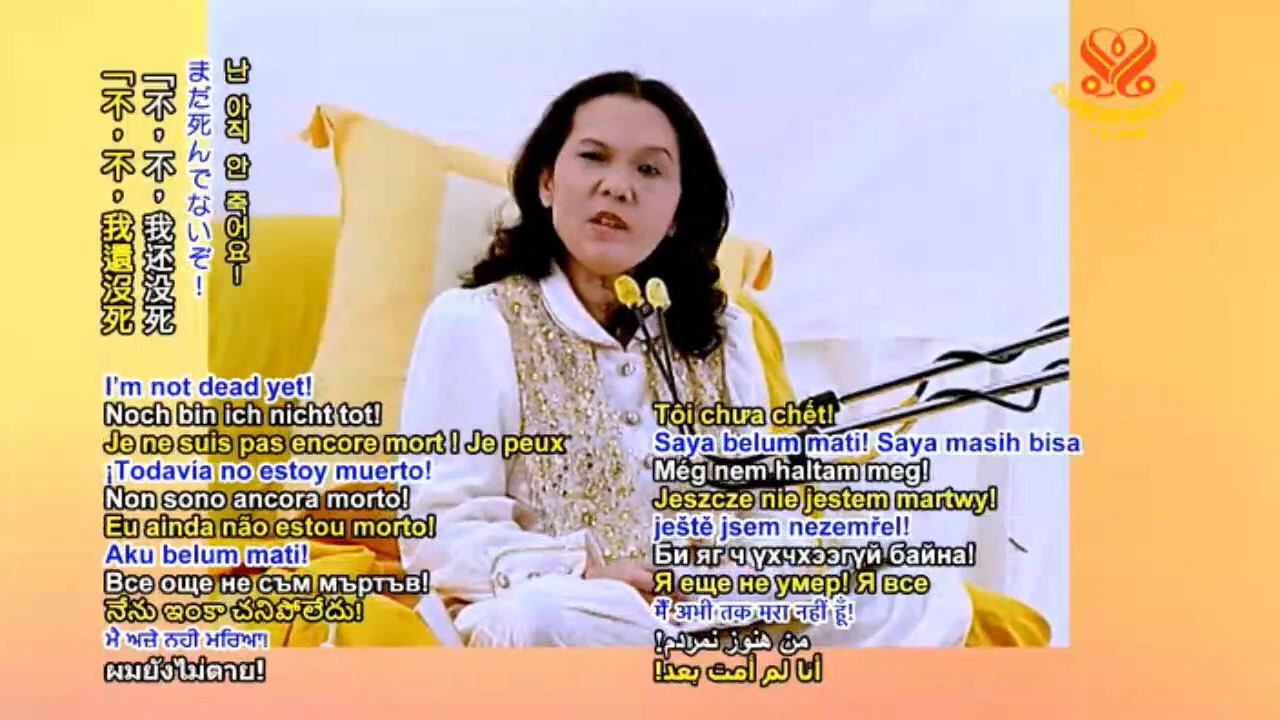 「不，不，我還沒死
「不，不，我还没死
まだ死んでないぞ！
난 아직 안 죽어요!
I'm not dead yet!
Noch bin ich nicht tot!
Je ne suis pas encore mort ! Je peux
¡Todavía no estoy muerto!
Non sono ancora morto!
Eu ainda não estou morto!
Aku belum mati!
Все още не съм мъртъв!
నేను ఇంకా చనిపోలేదు!
ਮੈਂ ਅਜੇ ਨਹੀਂ ਮਰਿਆ!
ผมยังไม่ตาย!
Tôi chưa chết!
Saya belum mati! Saya masih bisa
Még nem haltam meg!
Jeszcze nie jestem martwy!
ještě jsem nezemřel!
Би яг ч үхчхээгүй байна!
Я еще не умер! Я все
मैं अभी तक मरा नहीं हूँ!
من هنوز نمردم!
أنا لم أمت بعد!